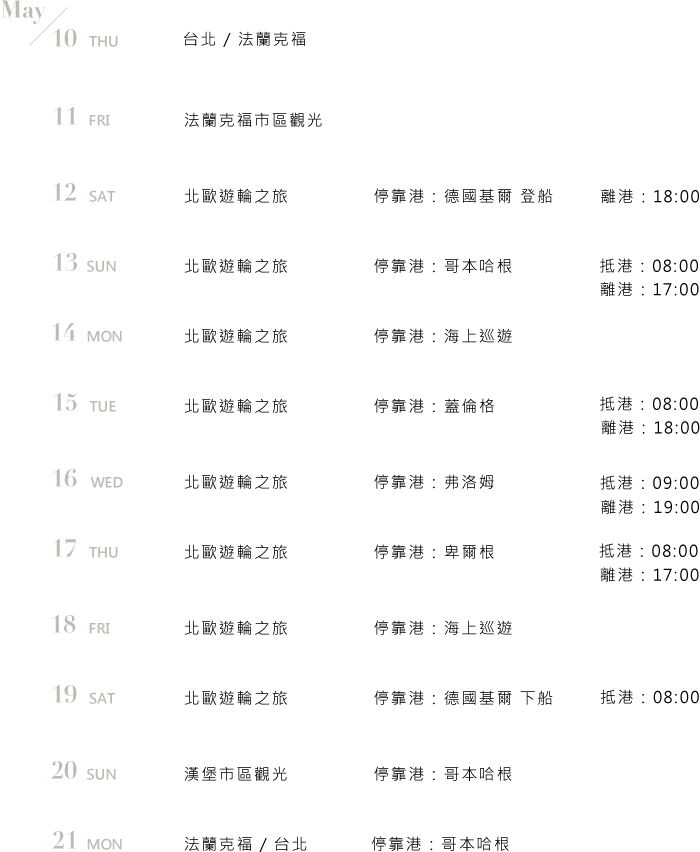 May
10 THU 台北 / 法蘭克福
11 FRI 法蘭克福市區觀光
12 SAT 北歐遊輪之旅 停靠港：德國基爾 登船 離港：18:00
13 SUN 北歐遊輪之旅 停靠港：哥本哈根 抵港：08:00
離港：17:00
14 MON 北歐遊輪之旅 停靠港：海上巡遊
15 TUE 北歐遊輪之旅 停靠港：蓋倫格 抵港：08:00
離港：18:00
16 WED 北歐遊輪之旅 停靠港：弗洛姆 抵港：09:00
離港：19:00
17 THU 北歐遊輪之旅 停靠港：卑爾根 抵港：08:00
離港：17:00
18 FRI 北歐遊輪之旅 停靠港：海上巡遊
19 SAT 北歐遊輪之旅 停靠港：德國基爾 下船 抵港：08:00
20 SUN 漢堡市區觀光 停靠港：哥本哈根
21 MON 法蘭克福 / 台北 停靠港：哥本哈根